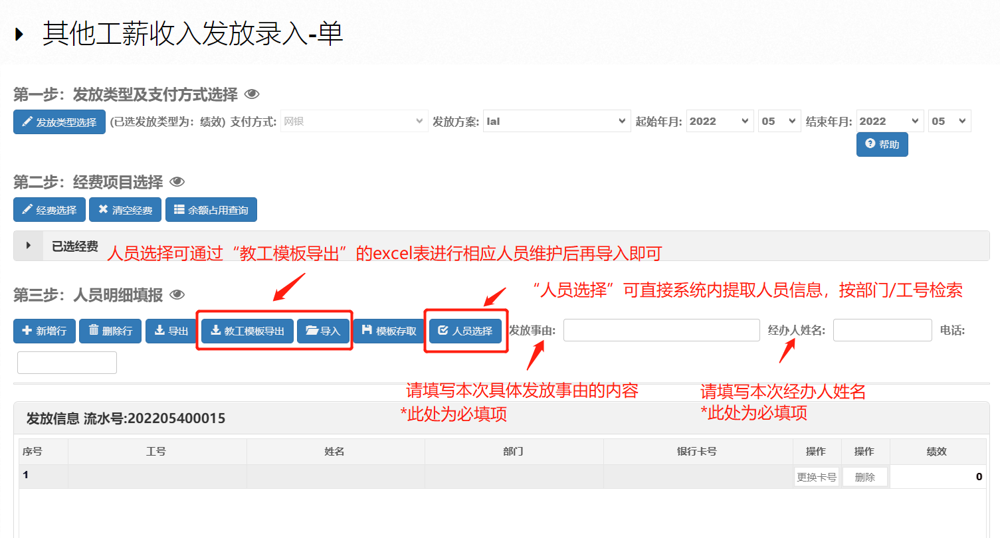 其他工薪收入发放录入-单
第一步：发放类型及支付方式选择
发放类型选择 (已选发放类型为：绩效) 支付方式: 网银 发放方案: lal 起始年月: 2022 05 结束年月: 2022 05
帮助
第二步：经费项目选择
经费选择 清空经费 余额占用查询
已选经费
人员选择可通过“教工模板导出”的excel表进行相应人员维护后再导入即可
第三步：人员明细填报
“人员选择”可直接系统内提取人员信息，按部门/工号检索
新增行 删除行 导出 教工模板导出 导入 模板存取 人员选择 发放事由: 经办人姓名: 电话:
请填写本次具体发放事由的内容
*此处为必填项
请填写本次经办人姓名
*此处为必填项
发放信息 流水号:202205400015
序号 工号 姓名 部门 银行卡号 操作 操作 绩效
1 更换卡号 删除 0